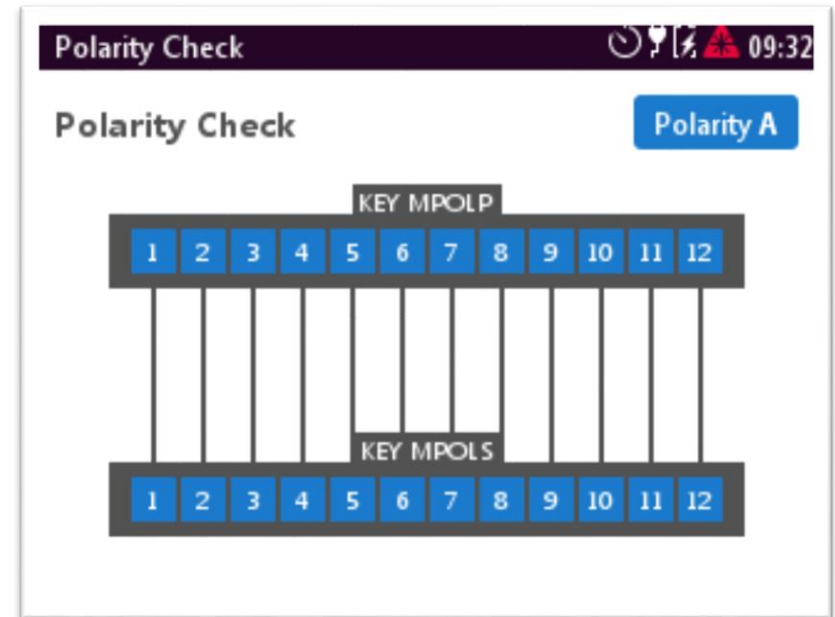 Polarity Check 09:32
Polarity Check Polarity A
KEY MPOLP
1 2 3 4 5 6 7 8 9 10 11 12
KEY MPOLS
1 2 3 4 5 6 7 8 9 10 11 12